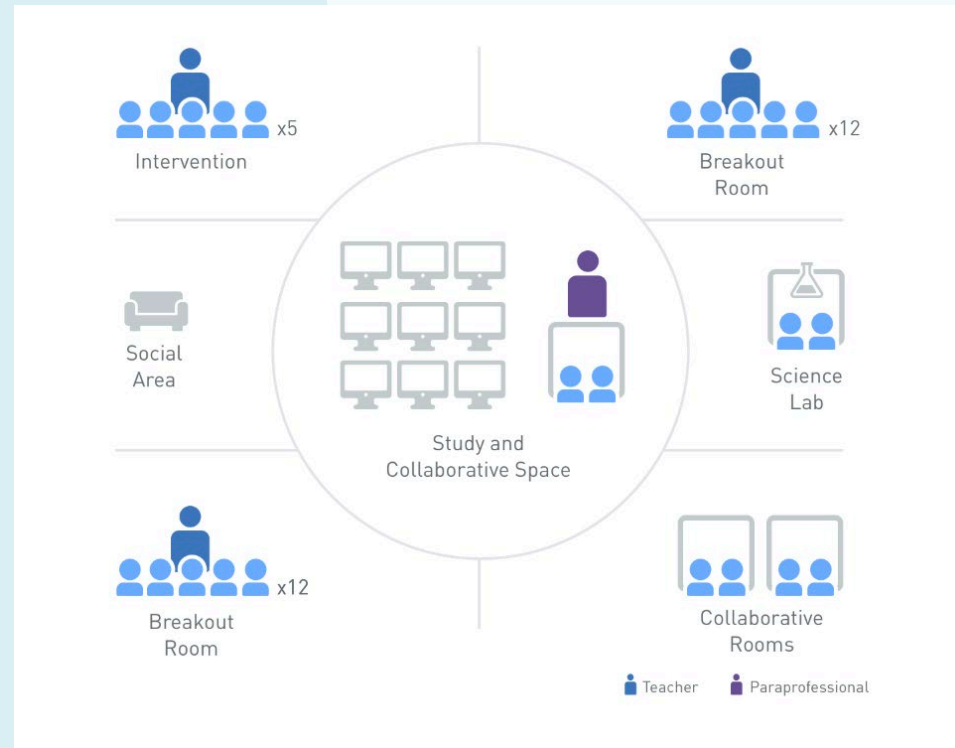 x5
Intervention
x12
Breakout
Room
Social
Area
Study and
Collaborative Space
Science
Lab
x12
Breakout
Room
Collaborative
Rooms
Teacher
Paraprofessional